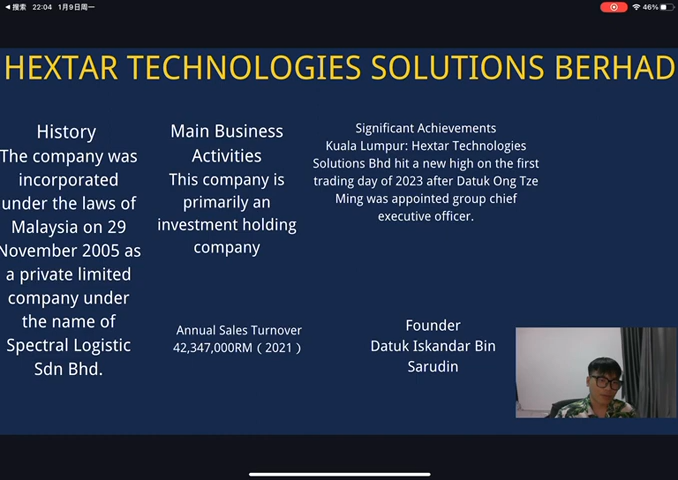 ◀ 搜索 22:04 1月9日周一 46%
HEXTAR TECHNOLOGIES SOLUTIONS BERHAD
History
The company was
incorporated
under the laws of
Malaysia on 29
November 2005 as
a private limited
company under
the name of
Spectral Logistic
Sdn Bhd.
Main Business
Activities
This company is
primarily an
investment holding
company
Significant Achievements
Kuala Lumpur: Hextar Technologies
Solutions Bhd hit a new high on the first
trading day of 2023 after Datuk Ong Tze
Ming was appointed group chief
executive officer.
Annual Sales Turnover
42,347,000RM（2021）
Founder
Datuk Iskandar Bin
Sarudin